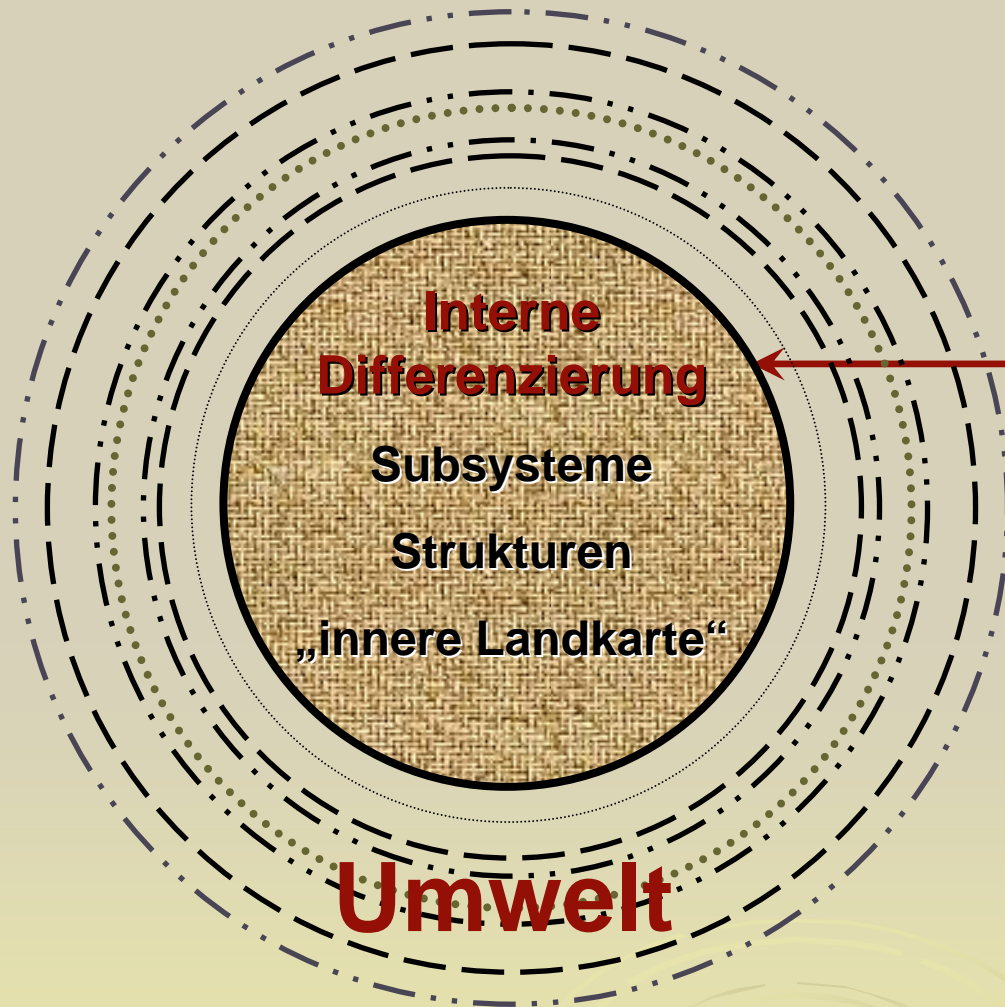 Interne
Differenzierung
Subsysteme
Strukturen
„innere Landkarte“
Umwelt